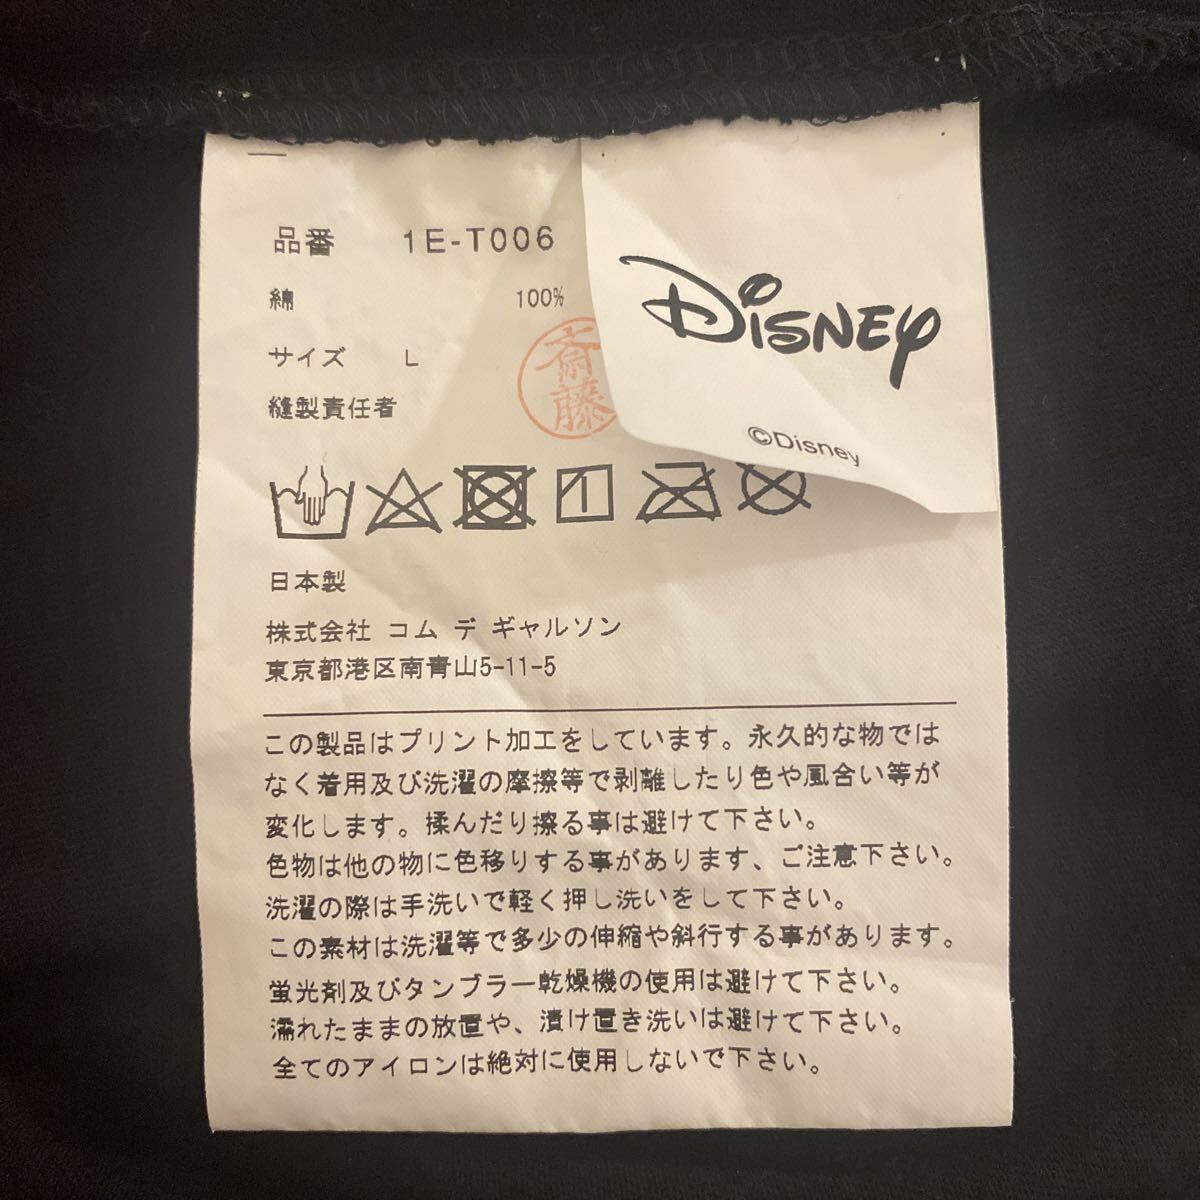 品番 1E-T006
綿 100%
サイズ L
縫製責任者
斎藤
DISNEY
©Disney
日本製
株式会社 コム デ ギャルソン
東京都港区南青山5-11-5
この製品はプリント加工をしています。永久的な物では
なく着用及び洗濯の摩擦等で剥離したり色や風合い等が
変化します。揉んだり擦る事は避けて下さい。
色物は他の物に色移りする事があります、ご注意下さい。
洗濯の際は手洗いで軽く押し洗いをして下さい。
この素材は洗濯等で多少の伸縮や斜行する事があります。
蛍光剤及びタンブラー乾燥機の使用は避けて下さい。
濡れたままの放置や、漬け置き洗いは避けて下さい。
全てのアイロンは絶対に使用しないで下さい。